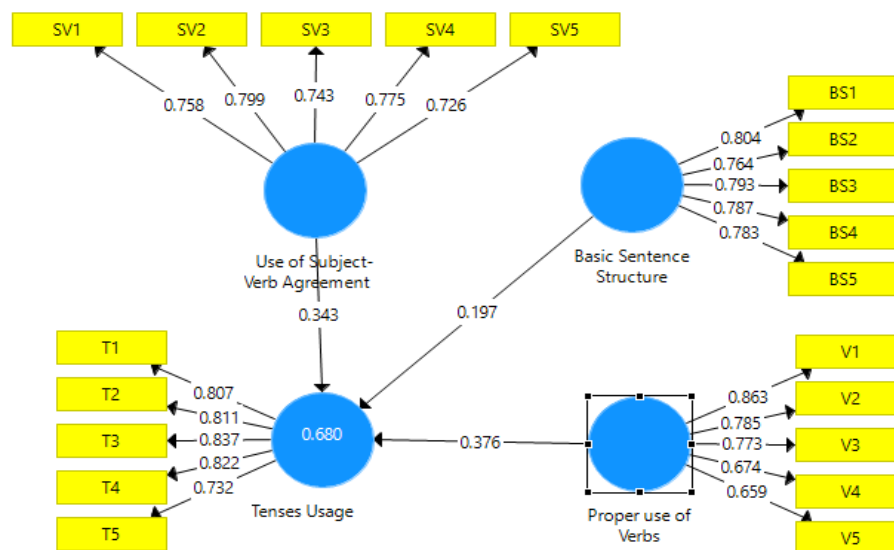 SV1 SV2 SV3 SV4 SV5
0.758 0.799 0.743 0.775 0.726
Use of Subject-
Verb Agreement
BS1
BS2
BS3
BS4
BS5
0.804
0.764
0.793
0.787
0.783
Basic Sentence
Structure
0.343
0.197
0.376
T1
T2
T3
T4
T5
0.807
0.811
0.837
0.822
0.732
0.680
Tenses Usage
V1
V2
V3
V4
V5
0.863
0.785
0.773
0.674
0.659
Proper use of
Verbs